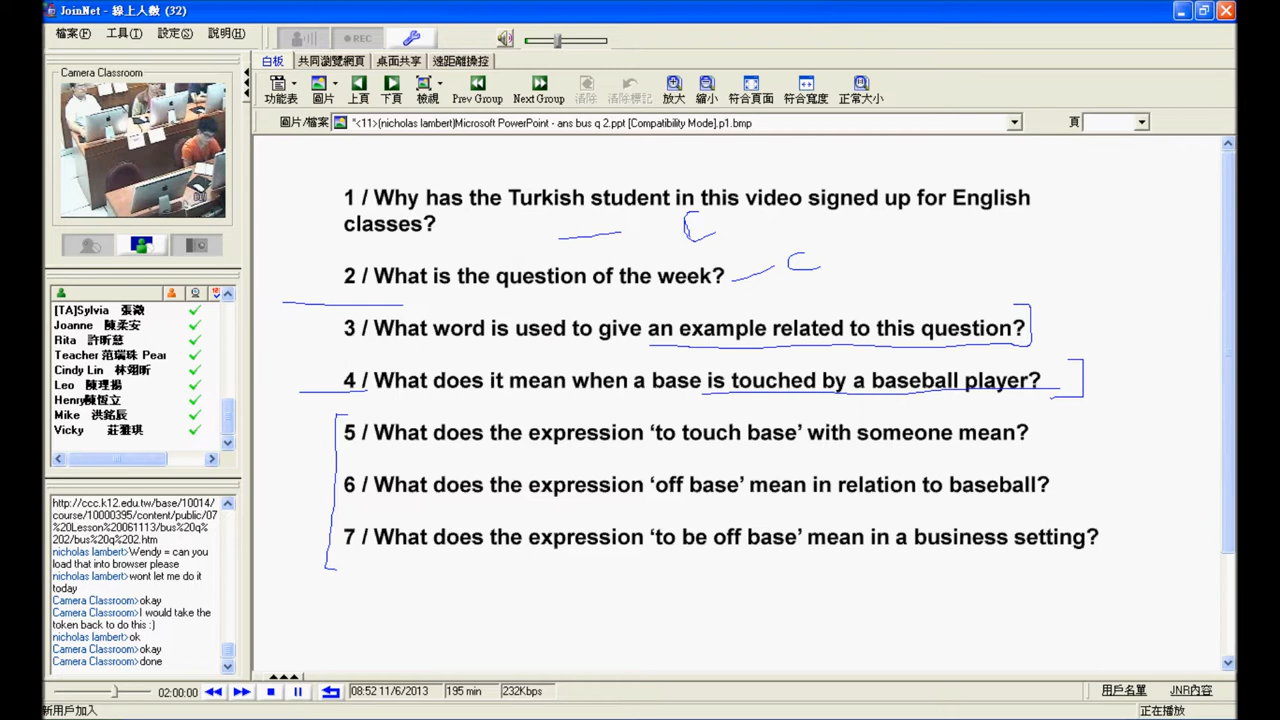 JoinNet - 線上人數 (32)
檔案(F) 工具(I) 設定(S) 說明(H)
REC
Camera Classroom
白板 共同瀏覽網頁 桌面共享 遠距離操控
功能表 圖片 上頁 下頁 檢視 Prev Group Next Group 清除 清除標記 放大 縮小 符合頁面 符合寬度 正常大小
圖片/檔案 "<11>(nicholas lambert)Microsoft PowerPoint - ans bus q 2.ppt [Compatibility Mode].p1.bmp 頁
1 / Why has the Turkish student in this video signed up for English
classes?
2 / What is the question of the week?
3 / What word is used to give an example related to this question?
4 / What does it mean when a base is touched by a baseball player?
5 / What does the expression ‘to touch base’ with someone mean?
6 / What does the expression ‘off base’ mean in relation to baseball?
7 / What does the expression ‘to be off base’ mean in a business setting?
[TA]Sylvia
Joanne 陳柔安
Rita
Teacher 范瑞珠 Pear
Cindy Lin 林翊昕
Leo 陳理揚
Henry陳恆立
Mike 洪銘辰
Vicky 莊雅琪
http://ccc.k12.edu.tw/base/10014/
course/10000395/content/public/07
%20Lesson%20061113/bus%20q
%202/bus%20q%202.htm
nicholas lambert>Wendy = can you
load that into browser please
nicholas lambert>wont let me do it
today
Camera Classroom>okay
Camera Classroom>I would take the
token back to do this :)
nicholas lambert>ok
Camera Classroom>okay
Camera Classroom>done
02:00:00 08:52 11/6/2013 195 min 232Kbps 用戶名單 JNR內容
新用戶加入 正在播放